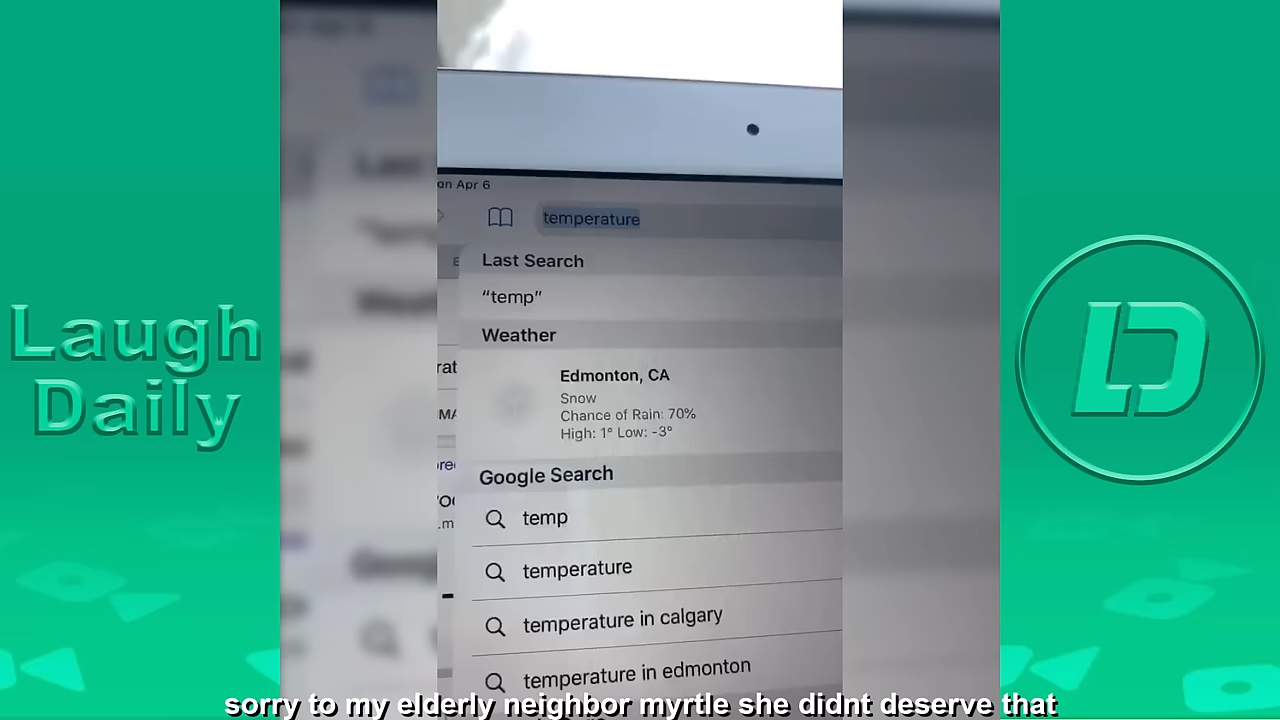 Laugh
Daily
LD
on Apr 6
temperature
Last Search
“temp”
Weather
Edmonton, CA
Snow
Chance of Rain: 70%
High: 1° Low: -3°
Google Search
temp
temperature
temperature in calgary
temperature in edmonton
sorry to my elderly neighbor myrtle she didnt deserve that